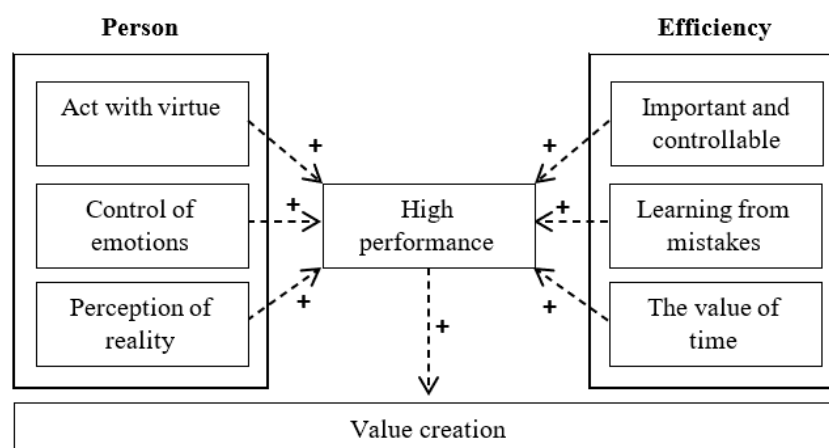 Person
Efficiency
Act with virtue
+
Control of
emotions
+
Perception of
reality
+
High
performance
+
Important and
controllable
+
Learning from
mistakes
+
The value of
time
+
Value creation